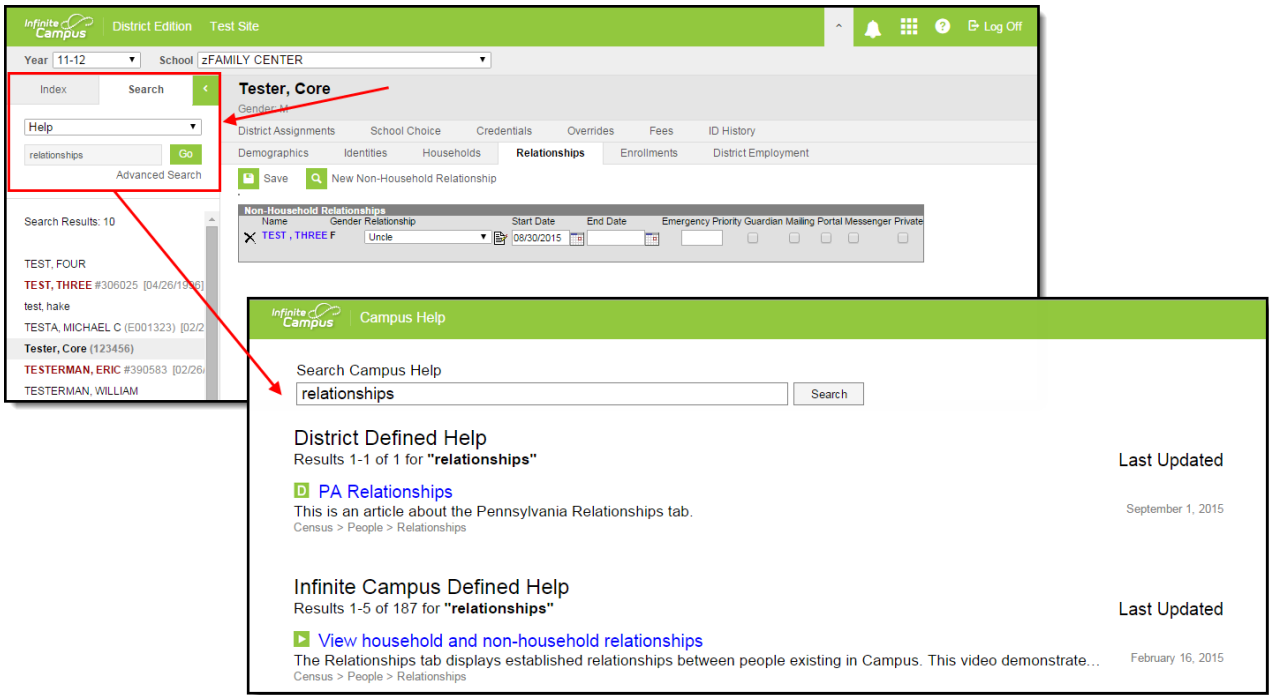 Infinite Campus District Edition Test Site Log Off
Year 11-12 School zFAMILY CENTER
Index Search
Help
relationships Go
Advanced Search
Search Results: 10
TEST, FOUR
TEST, THREE #306025 [04/26/1996]
test, hake
TESTA, MICHAEL C (E001323) [02/2
Tester, Core (123456)
TESTERMAN, ERIC #390583 [02/26/
TESTERMAN, WILLIAM
Tester, Core
Gender: M
District Assignments School Choice Credentials Overrides Fees ID History
Demographics Identities Households Relationships Enrollments District Employment
Save New Non-Household Relationship
Non-Household Relationships
Name Gender Relationship Start Date End Date Emergency Priority Guardian Mailing Portal Messenger Private
TEST , THREE F Uncle 08/30/2015
Infinite Campus Campus Help
Search Campus Help
relationships Search
District Defined Help
Results 1-1 of 1 for "relationships" Last Updated
D PA Relationships
This is an article about the Pennsylvania Relationships tab. September 1, 2015
Census > People > Relationships
Infinite Campus Defined Help
Results 1-5 of 187 for "relationships" Last Updated
View household and non-household relationships
The Relationships tab displays established relationships between people existing in Campus. This video demonstrate... February 16, 2015
Census > People > Relationships